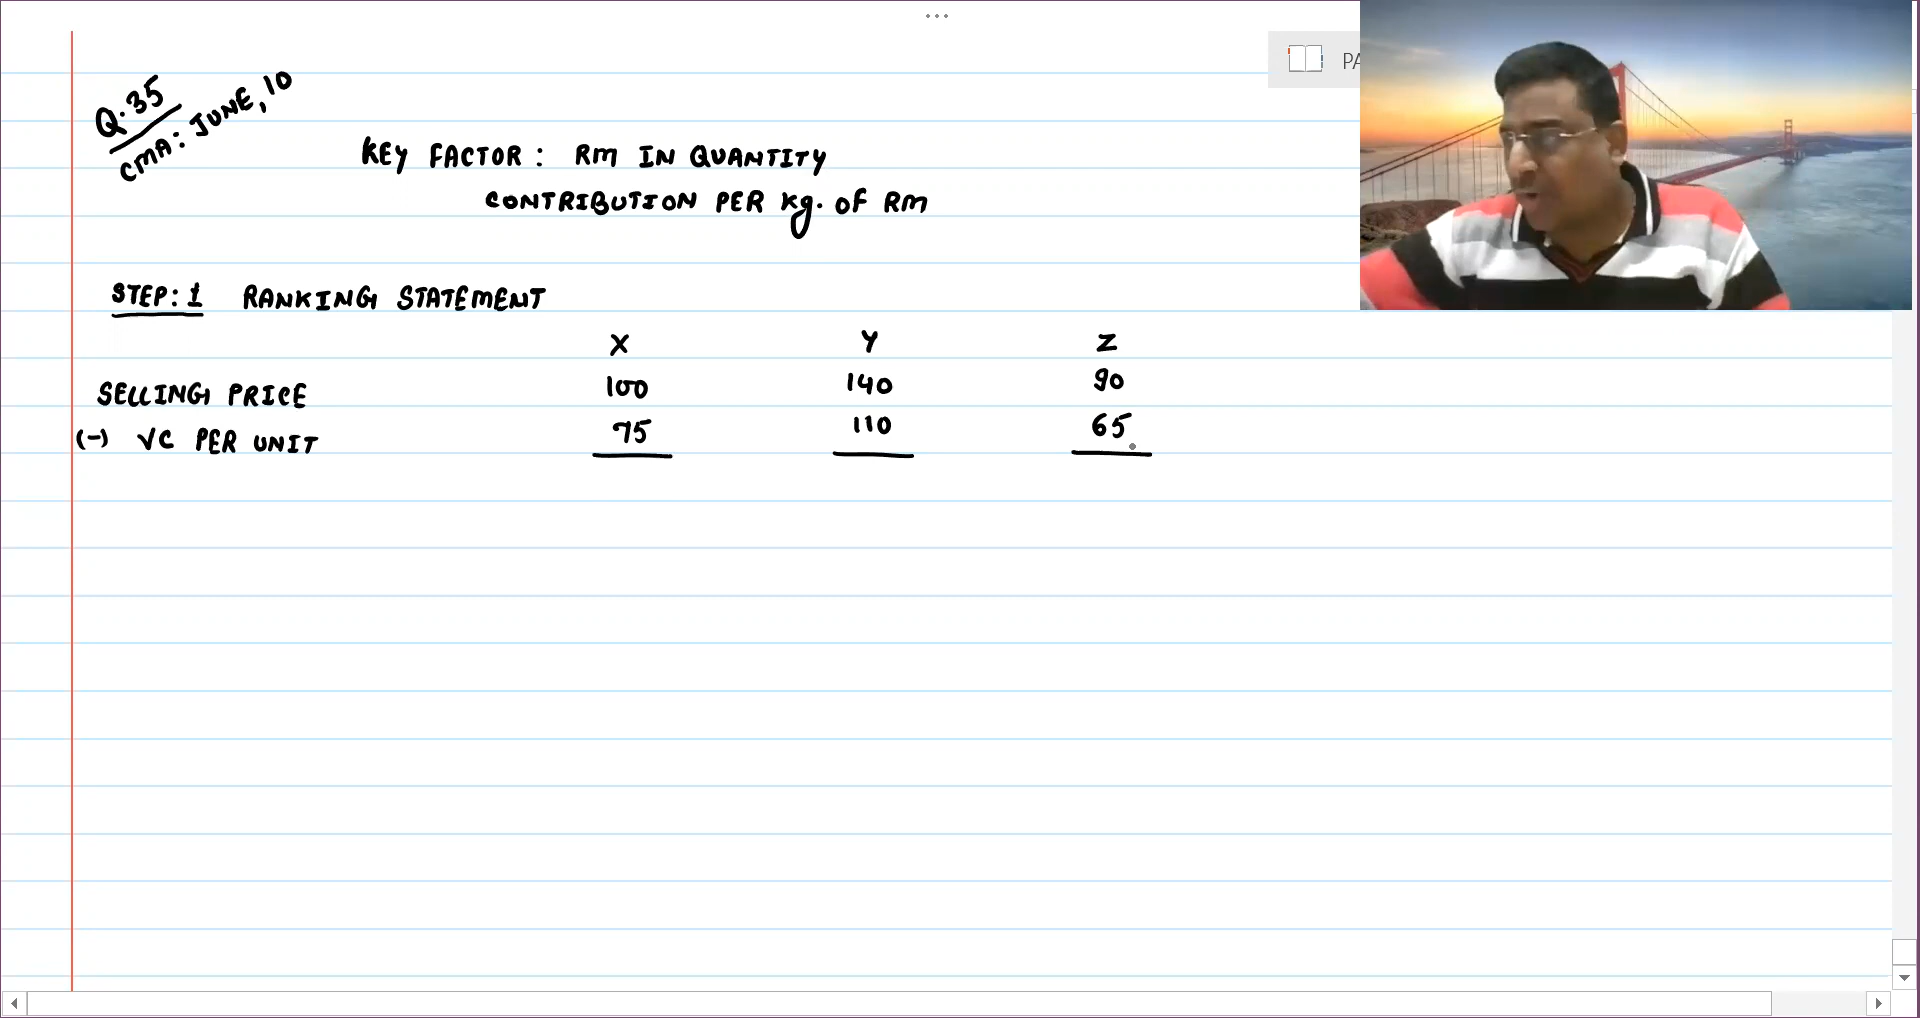 Q.35
CMA: JUNE, 10
PA
KEY FACTOR: RM IN QUANTITY
CONTRIBUTION PER Kg. OF RM
STEP: 1 RANKING STATEMENT
X Y Z
SELLING PRICE 100 140 90
(-) VC PER UNIT 75 110 65